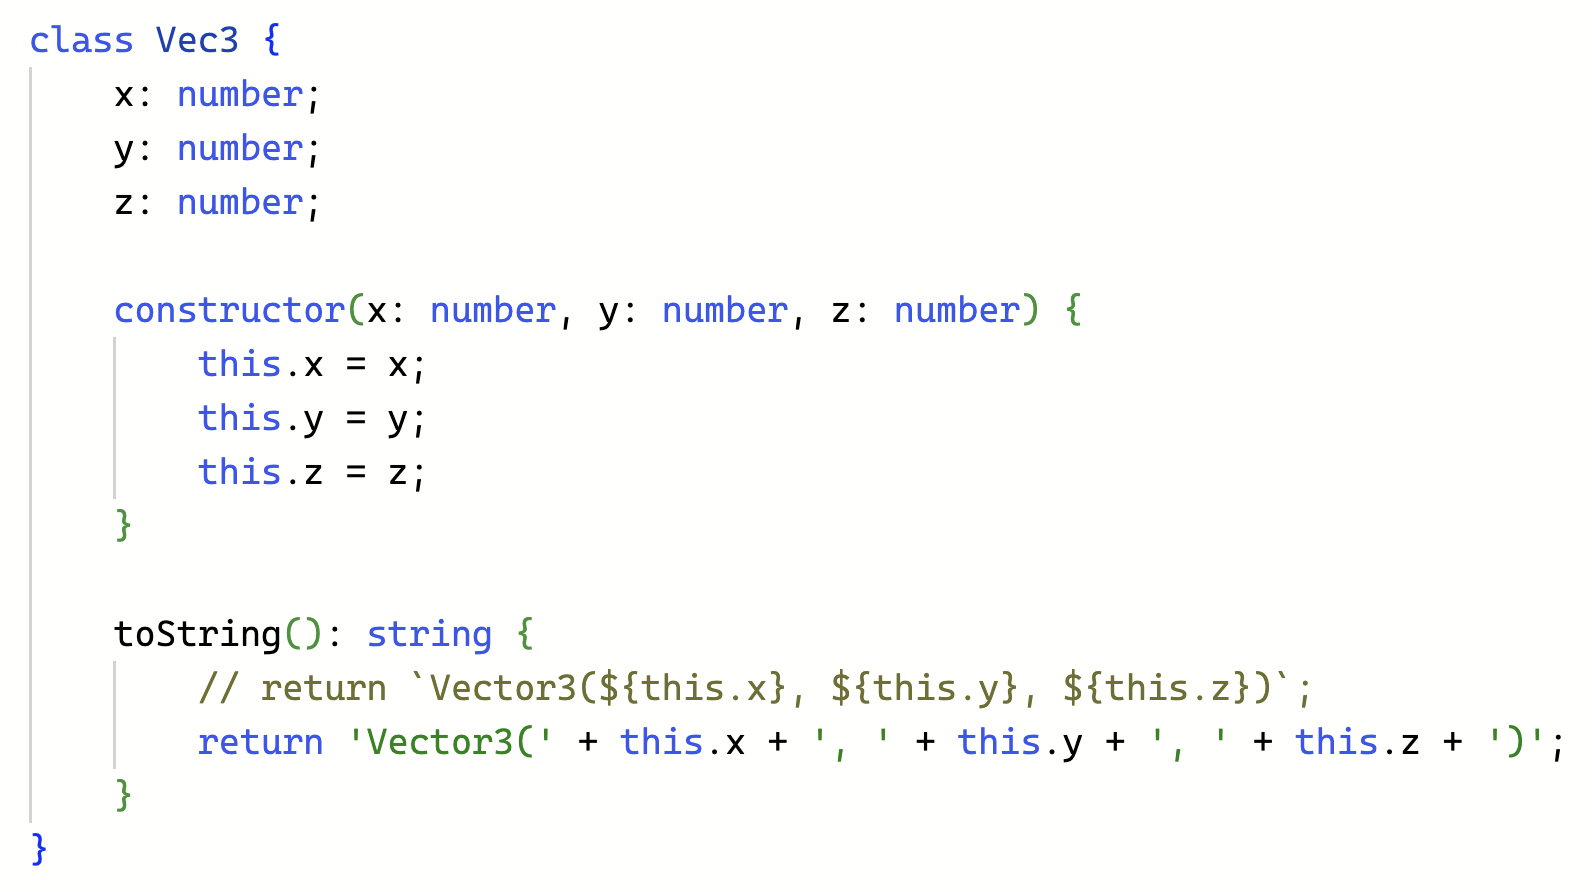 class Vec3 {
    x: number;
    y: number;
    z: number;

    constructor(x: number, y: number, z: number) {
        this.x = x;
        this.y = y;
        this.z = z;
    }

    toString(): string {
        // return `Vector3(${this.x}, ${this.y}, ${this.z})`;
        return 'Vector3(' + this.x + ', ' + this.y + ', ' + this.z + ')';
    }
}